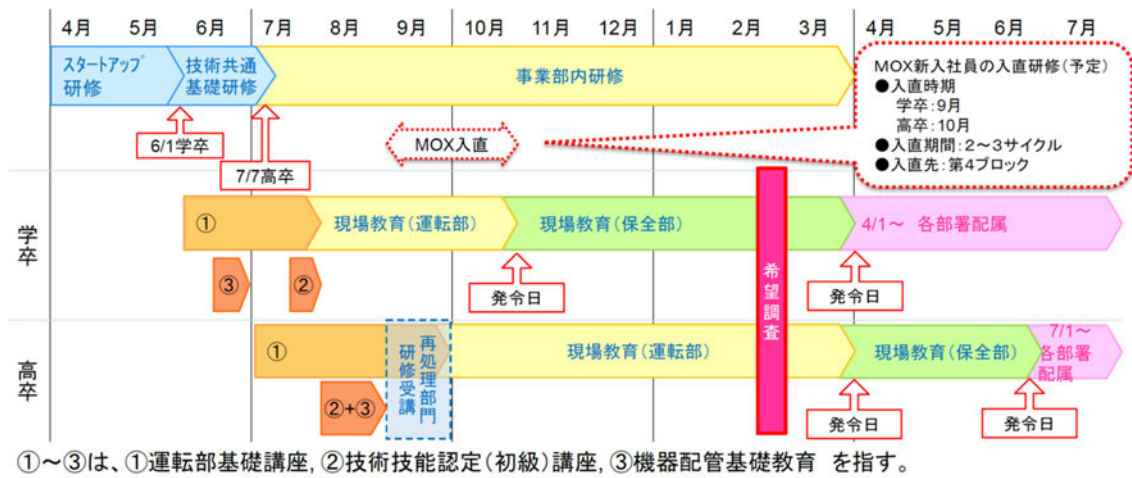 4月 5月 6月 7月 8月 9月 10月 11月 12月 1月 2月 3月 4月 5月 6月 7月
スタートアップ
研修
技術共通
基礎研修
事業部内研修
MOX新入社員の入直研修(予定)
●入直時期
学卒:9月
高卒:10月
●入直期間:2～3サイクル
●入直先:第4ブロック
6/1学卒
7/7高卒
MOX入直
学卒
①
現場教育(運転部)
現場教育(保全部)
4/1～ 各部署配属
③
②
発令日
発令日
希望調査
高卒
①
再処理部門
研修受講
現場教育(運転部)
現場教育(保全部)
7/1～
各部署
配属
②+③
発令日
発令日
①～③は、①運転部基礎講座, ②技術技能認定(初級)講座, ③機器配管基礎教育 を指す。